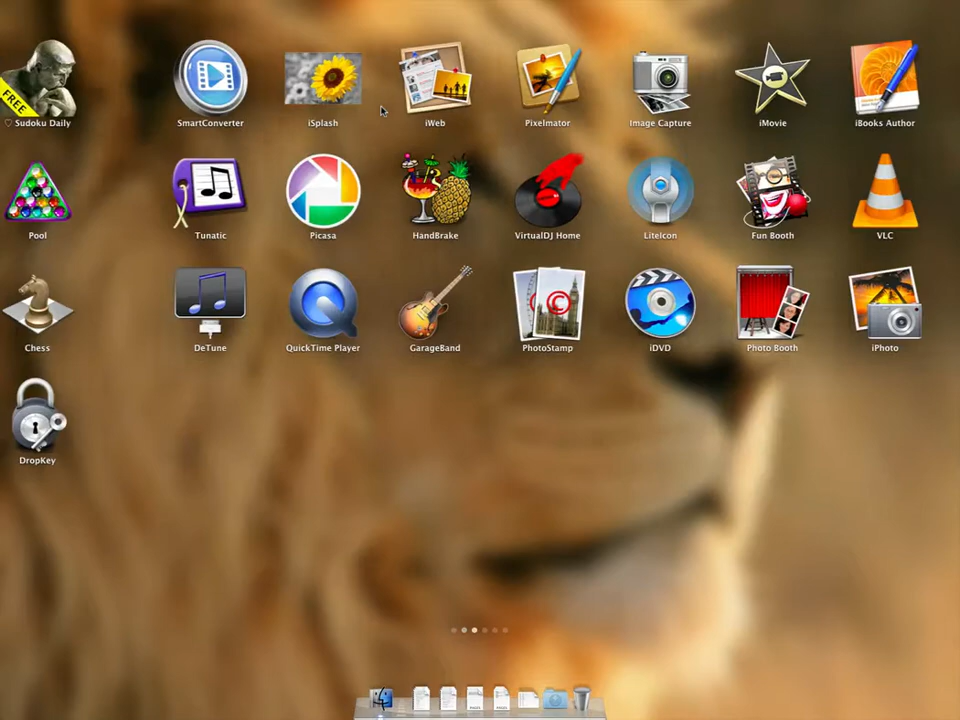 FREE
♡ Sudoku Daily
SmartConverter
iSplash
iWeb
Pixelmator
Image Capture
iMovie
iBooks Author
Pool
Tunatic
Picasa
HandBrake
VirtualDJ Home
LiteIcon
Fun Booth
VLC
©
Chess
DeTune
QuickTime Player
GarageBand
PhotoStamp
iDVD
Photo Booth
iPhoto
DropKey